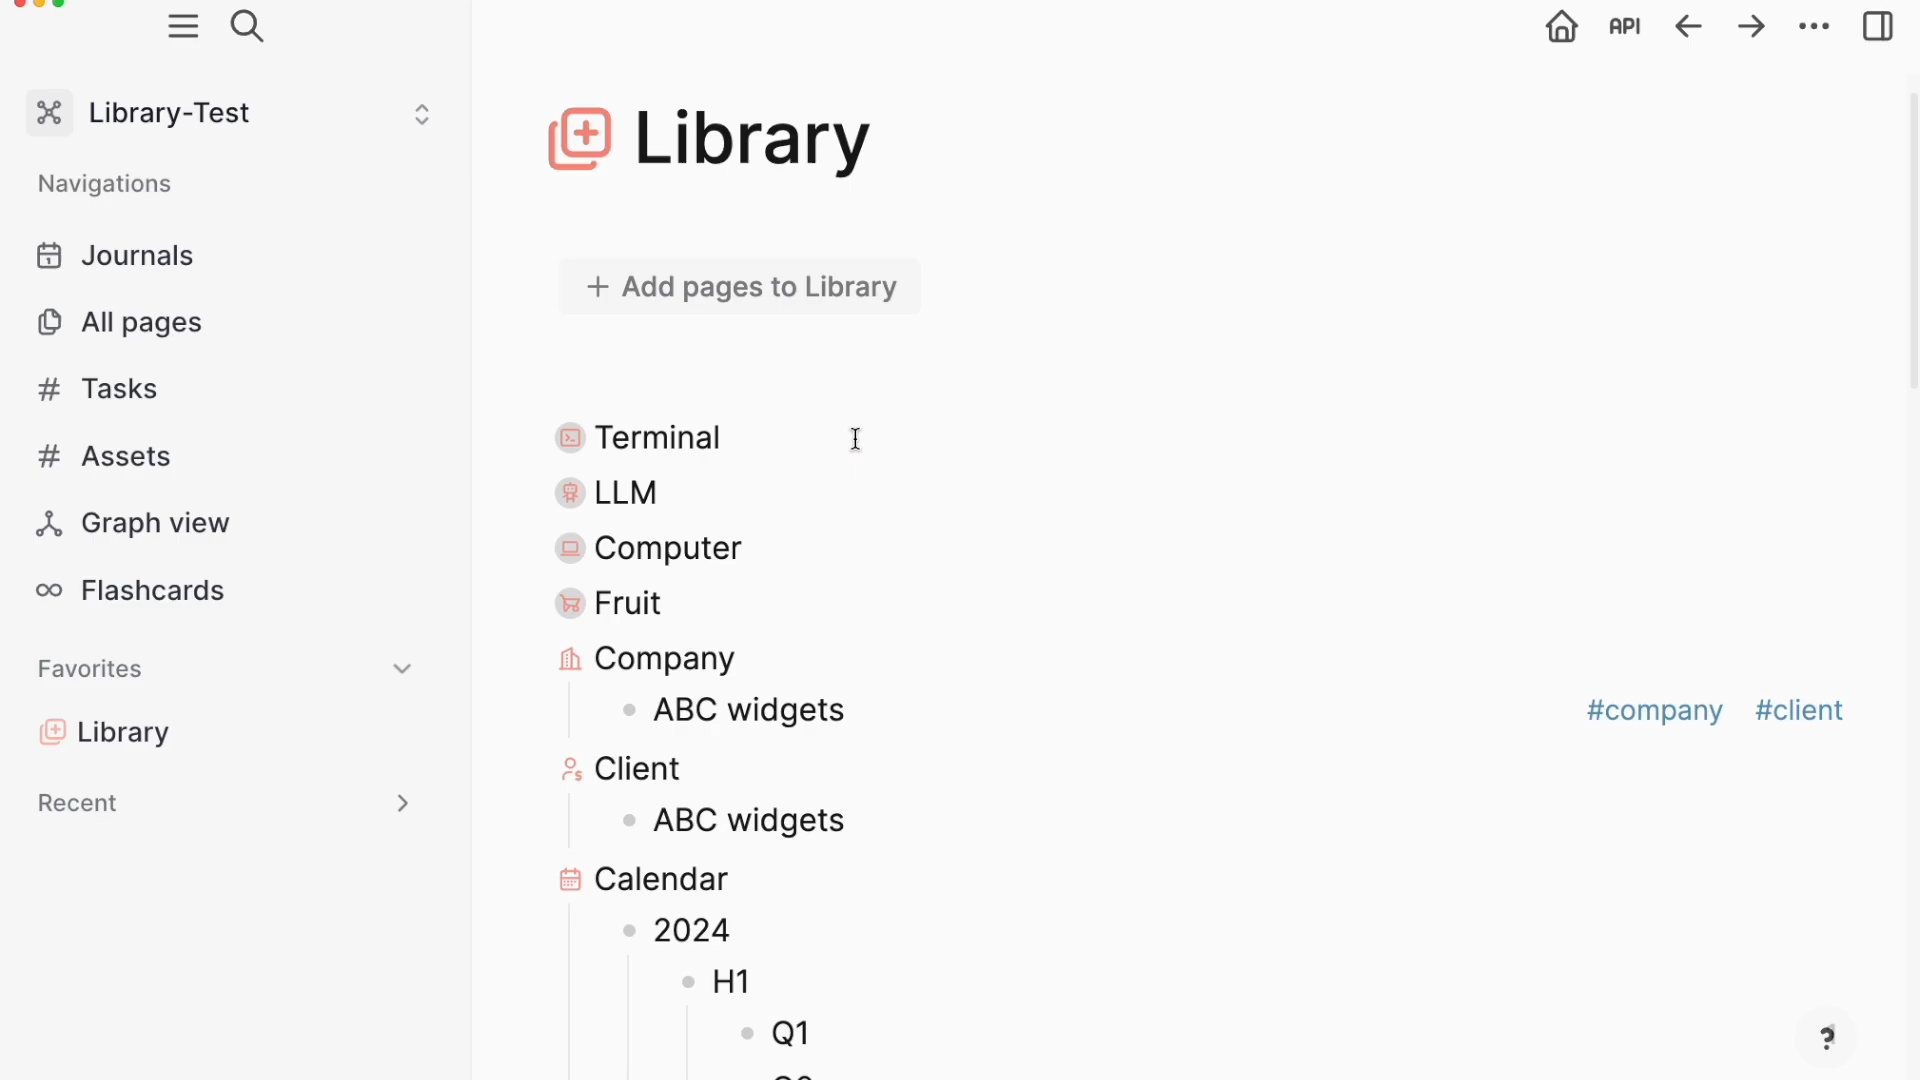 API
Library-Test
Navigations
Journals
All pages
# Tasks
# Assets
Graph view
Flashcards
Favorites
Library
Recent
Library
+ Add pages to Library
Terminal
LLM
Computer
Fruit
Company
ABC widgets #company #client
Client
ABC widgets
Calendar
2024
H1
Q1
?